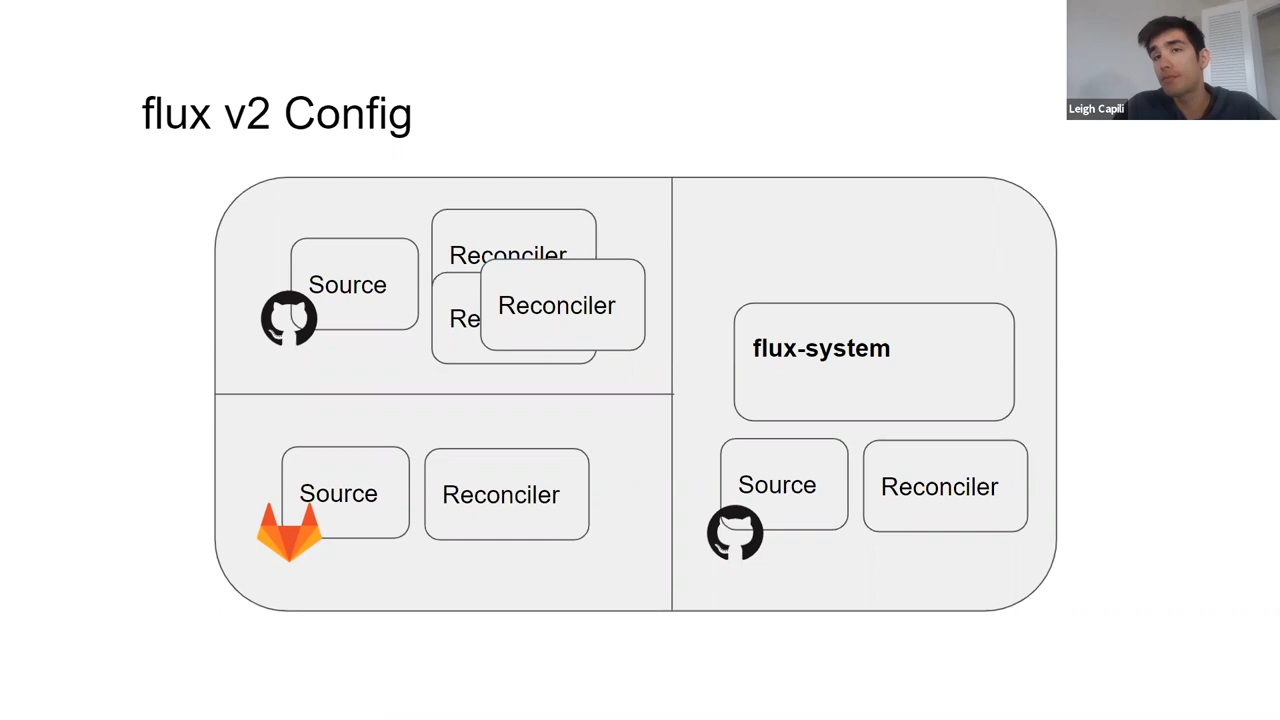 Leigh Capili
flux v2 Config
Reconciler
Source
Re
Reconciler
Source
Reconciler
flux-system
Source
Reconciler